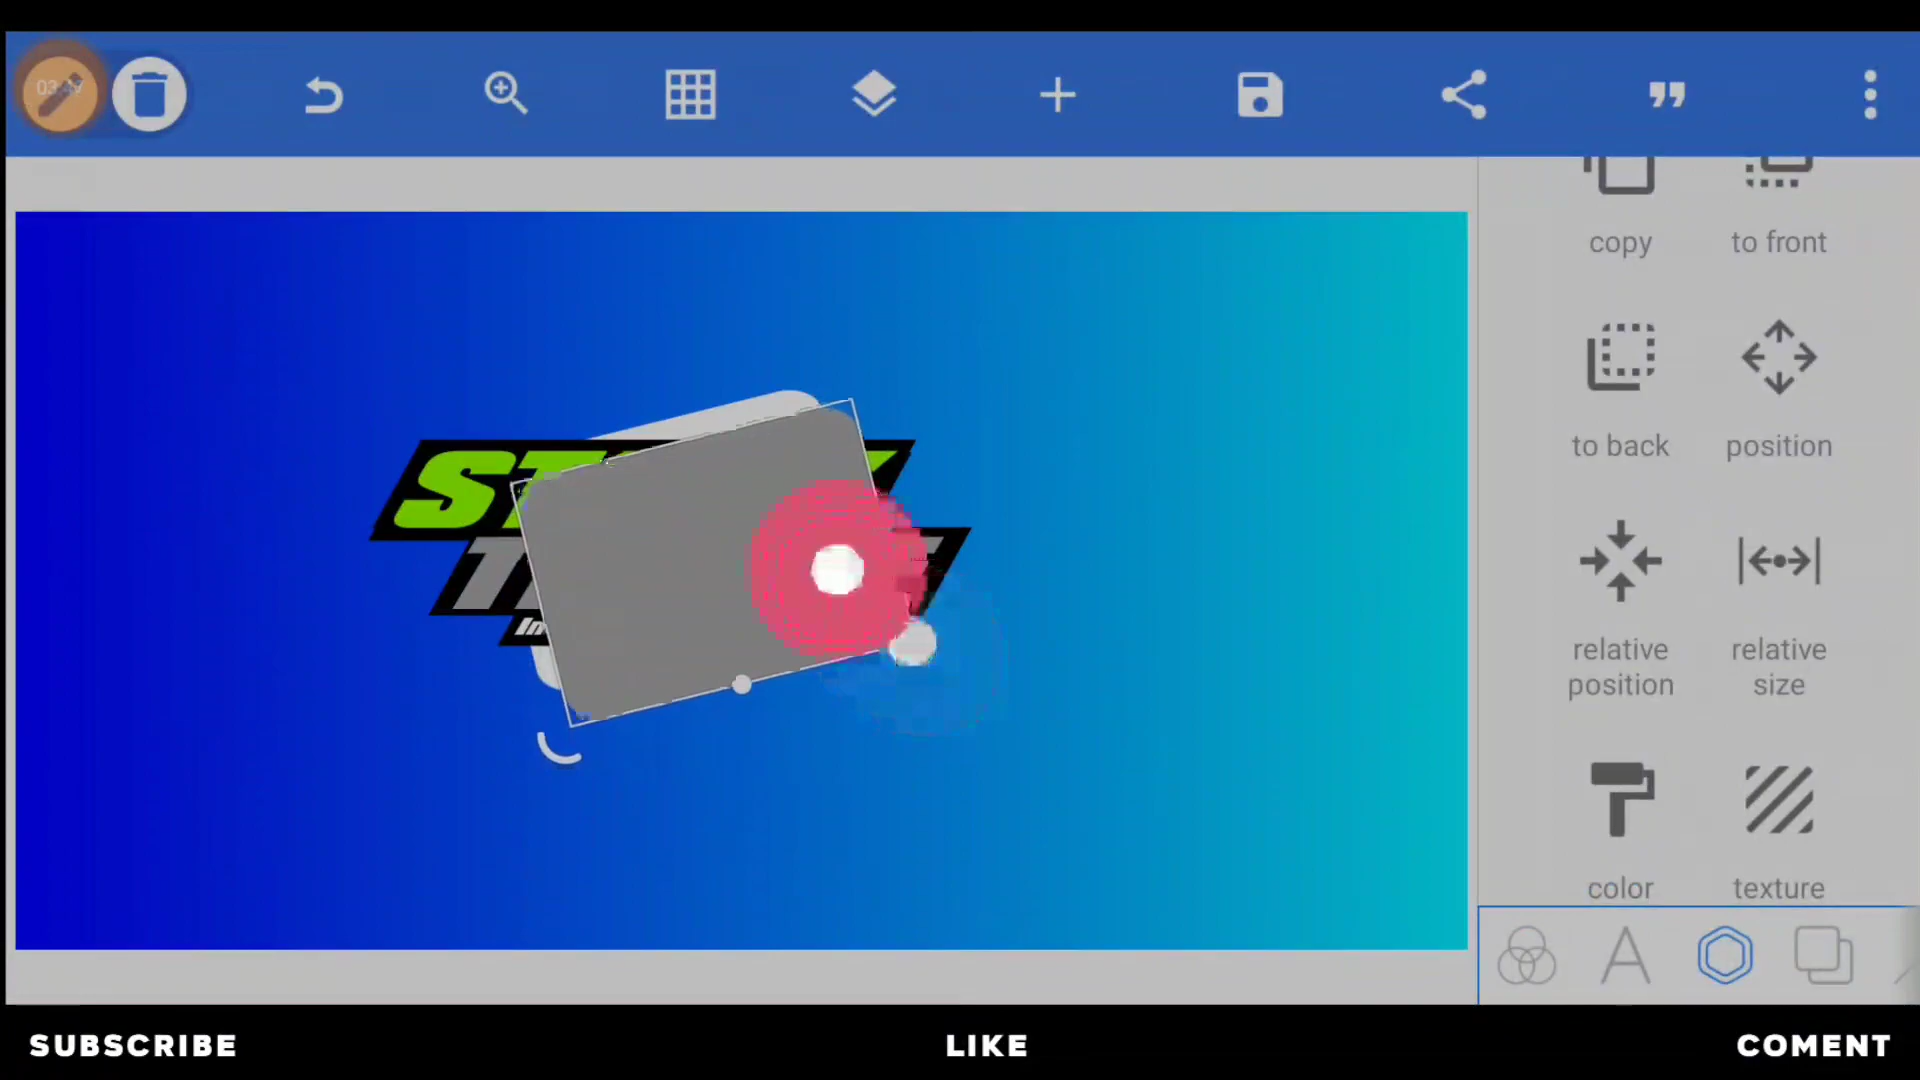 copy
to front
to back
position
relative position
relative size
color
texture
SUBSCRIBE
LIKE
COMENT